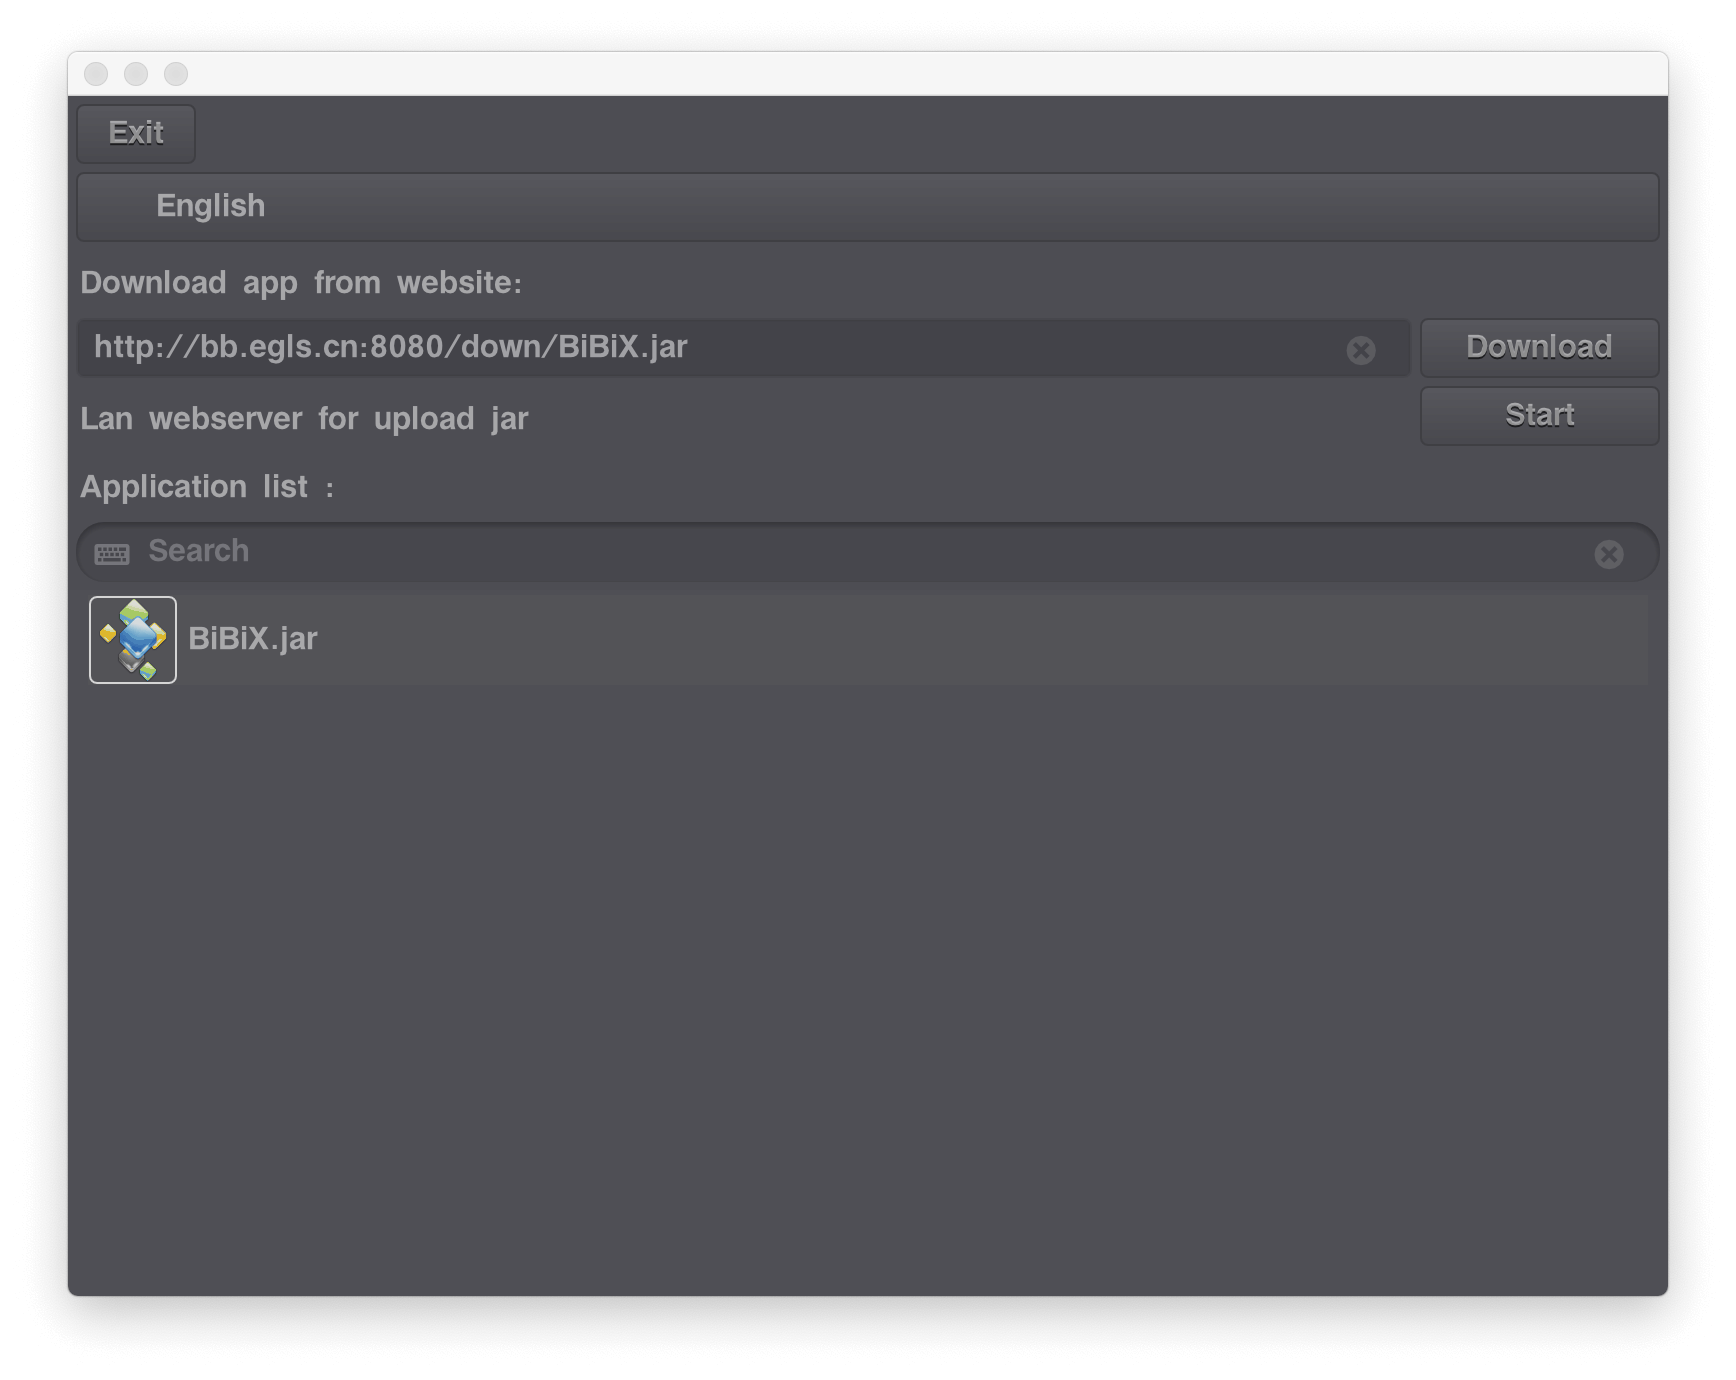 Exit
English
Download app from website:
http://bb.egls.cn:8080/down/BiBiX.jar
Download
Lan webserver for upload jar
Start
Application list :
Search
BiBiX.jar